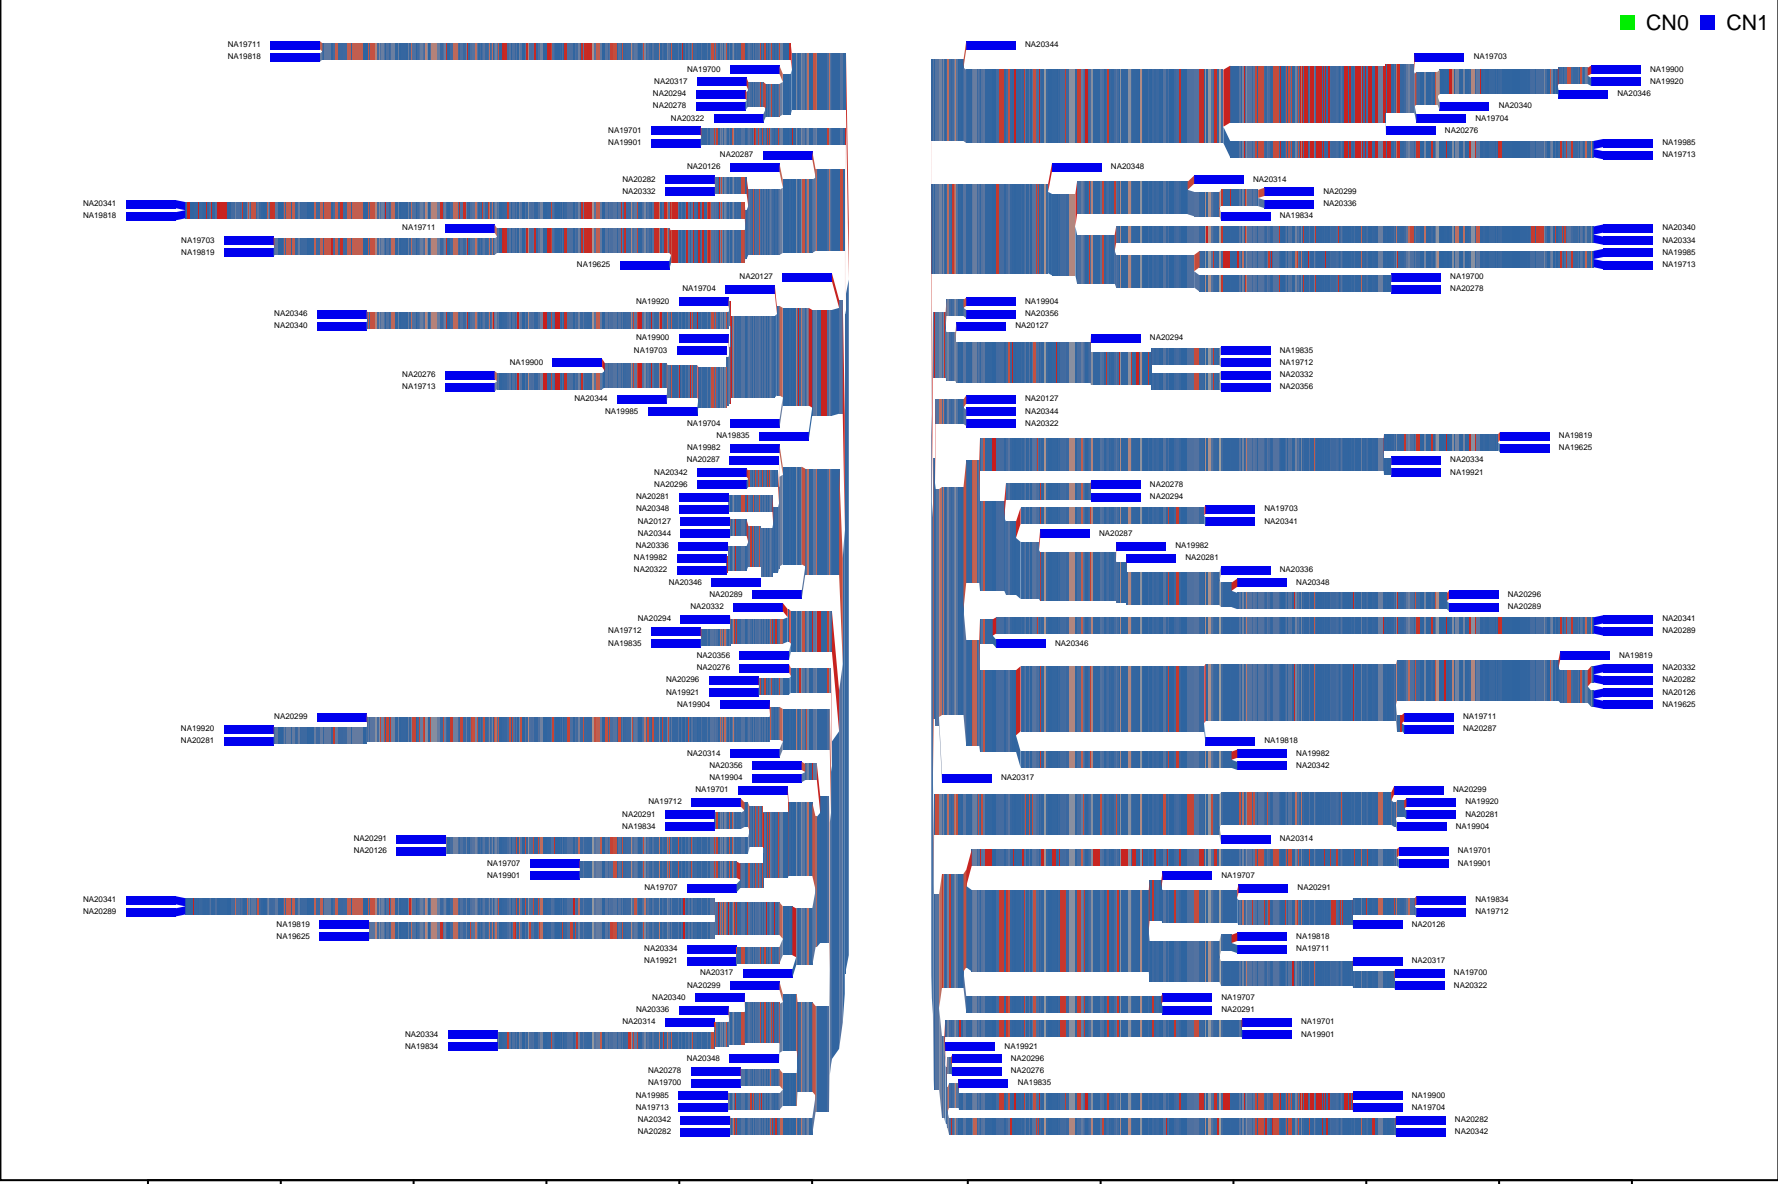 CN0 CN1
NA19711
NA19818
NA19700
NA20317
NA20294
NA20278
NA20322
NA19701
NA19901
NA20287
NA20126
NA20282
NA20332
NA20341
NA19818
NA19711
NA19703
NA19819
NA19625
NA20127
NA19704
NA19920
NA20346
NA20340
NA19900
NA19703
NA19900
NA20276
NA19713
NA20344
NA19985
NA19704
NA19835
NA19982
NA20287
NA20342
NA20296
NA20281
NA20348
NA20127
NA20344
NA20336
NA19982
NA20322
NA20346
NA20289
NA20332
NA20294
NA19712
NA19835
NA20356
NA20276
NA20296
NA19921
NA19904
NA20299
NA19920
NA20281
NA20314
NA20356
NA19904
NA19701
NA19712
NA20291
NA19834
NA20291
NA20126
NA19707
NA19901
NA19707
NA20341
NA20289
NA19819
NA19625
NA20334
NA19921
NA20317
NA20299
NA20340
NA20336
NA20314
NA20334
NA19834
NA20348
NA20278
NA19700
NA19985
NA19713
NA20342
NA20282
NA20344
NA19703
NA19900
NA19920
NA20346
NA20340
NA19704
NA20276
NA19985
NA19713
NA20348
NA20314
NA20299
NA20336
NA19834
NA20340
NA20334
NA19985
NA19713
NA19700
NA20278
NA19904
NA20356
NA20127
NA20294
NA19835
NA19712
NA20332
NA20356
NA20127
NA20344
NA20322
NA19819
NA19625
NA20334
NA19921
NA20278
NA20294
NA19703
NA20341
NA20287
NA19982
NA20281
NA20336
NA20348
NA20296
NA20289
NA20341
NA20289
NA20346
NA19819
NA20332
NA20282
NA20126
NA19625
NA19711
NA20287
NA19818
NA19982
NA20342
NA20317
NA20299
NA19920
NA20281
NA19904
NA20314
NA19701
NA19901
NA19707
NA20291
NA19834
NA19712
NA20126
NA19818
NA19711
NA20317
NA19700
NA20322
NA19707
NA20291
NA19701
NA19901
NA19921
NA20296
NA20276
NA19835
NA19900
NA19704
NA20282
NA20342